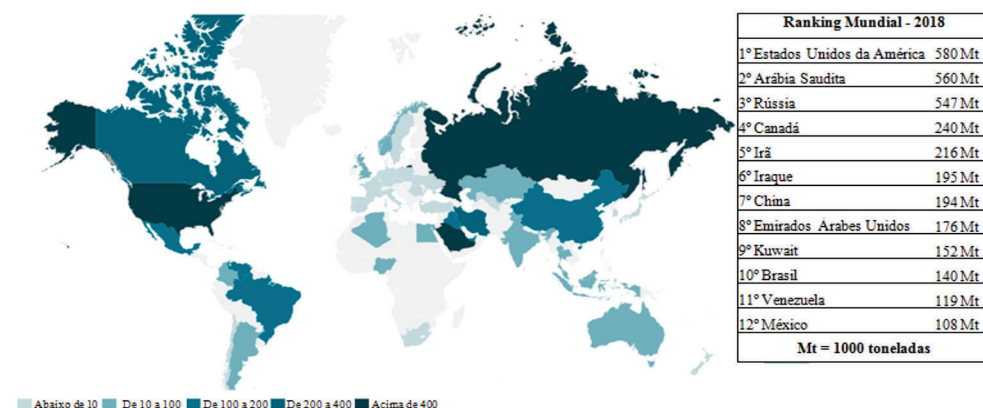 Ranking Mundial - 2018
1º Estados Unidos da América 580 Mt
2º Arábia Saudita 560 Mt
3º Rússia 547 Mt
4º Canadá 240 Mt
5º Irã 216 Mt
6º Iraque 195 Mt
7º China 194 Mt
8º Emirados Árabes Unidos 176 Mt
9º Kuwait 152 Mt
10º Brasil 140 Mt
11º Venezuela 119 Mt
12º México 108 Mt
Mt = 1000 toneladas
Abaixo de 10 De 10 a 100 De 100 a 200 De 200 a 400 Acima de 400